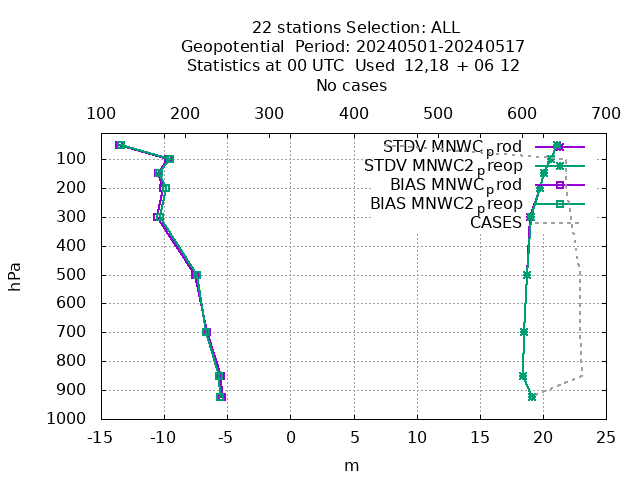 22 stations Selection: ALL
Geopotential  Period: 20240501-20240517
Statistics at 00 UTC  Used  12,18 + 06 12
No cases
100 200 300 400 500 600 700
STDV MNWC_prod
STDV MNWC2_preop
BIAS MNWC_prod
BIAS MNWC2_preop
CASES
100
200
300
400
500
600
700
800
900
1000
hPa
-15 -10 -5 0 5 10 15 20 25
m